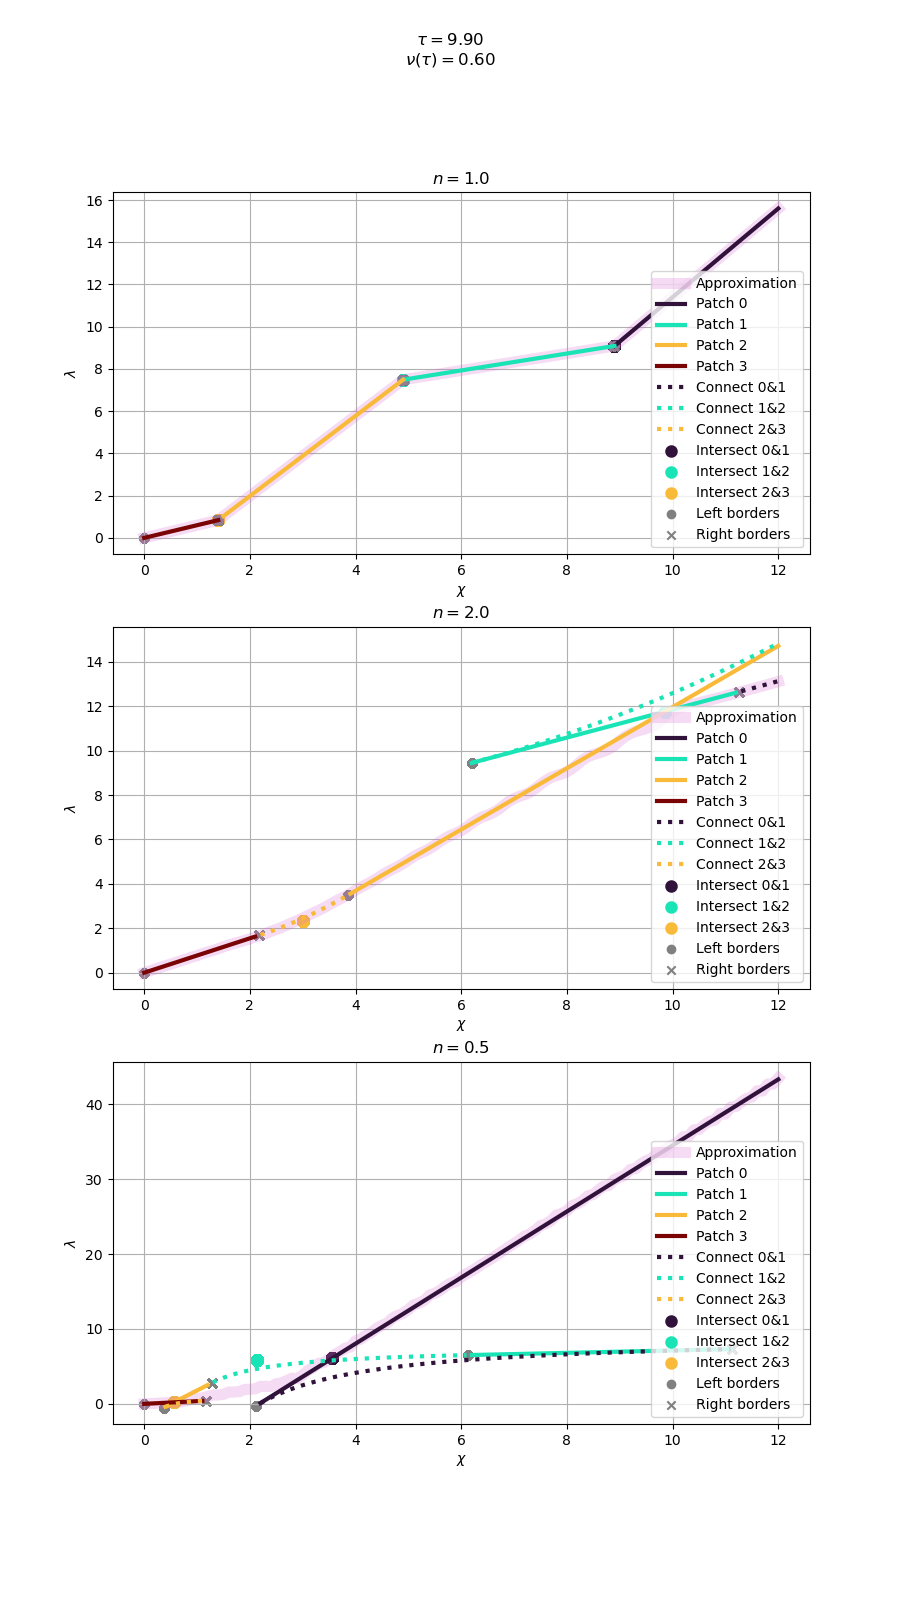 τ = 9.90
ν(τ) = 0.60
n = 1.0
16
14
12
10
8
6
4
2
0
λ
Approximation
Patch 0
Patch 1
Patch 2
Patch 3
Connect 0&1
Connect 1&2
Connect 2&3
Intersect 0&1
Intersect 1&2
Intersect 2&3
Left borders
Right borders
0 2 4 6 8 10 12
χ
n = 2.0
14
12
10
8
6
4
2
0
λ
Approximation
Patch 0
Patch 1
Patch 2
Patch 3
Connect 0&1
Connect 1&2
Connect 2&3
Intersect 0&1
Intersect 1&2
Intersect 2&3
Left borders
Right borders
0 2 4 6 8 10 12
χ
n = 0.5
40
30
20
10
0
λ
Approximation
Patch 0
Patch 1
Patch 2
Patch 3
Connect 0&1
Connect 1&2
Connect 2&3
Intersect 0&1
Intersect 1&2
Intersect 2&3
Left borders
Right borders
0 2 4 6 8 10 12
χ